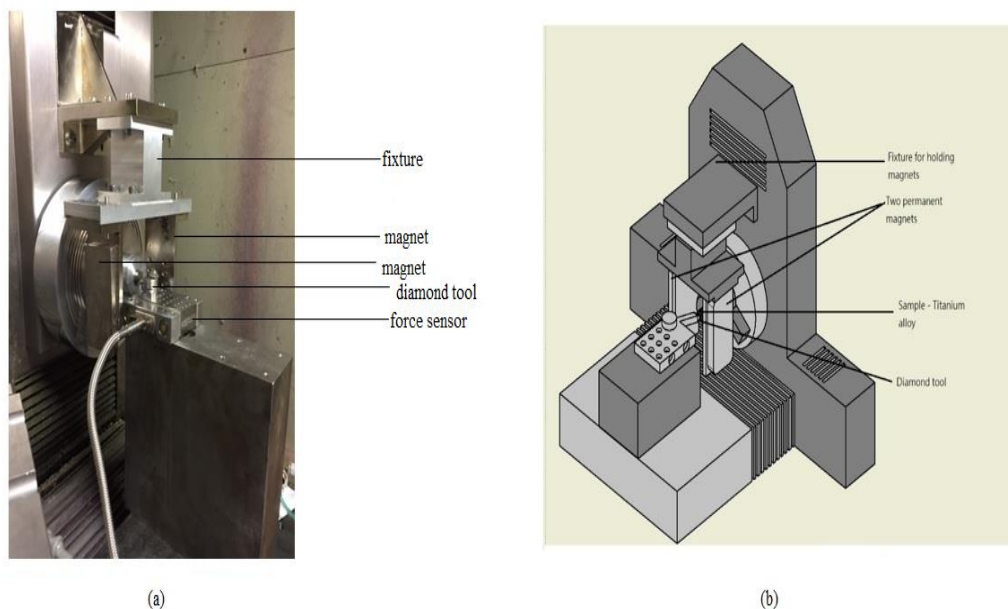 fixture
magnet
magnet
diamond tool
force sensor
(a)
Fixture for holding
magnets
Two permanent
magnets
Sample - Titanium
alloy
Diamond tool
(b)